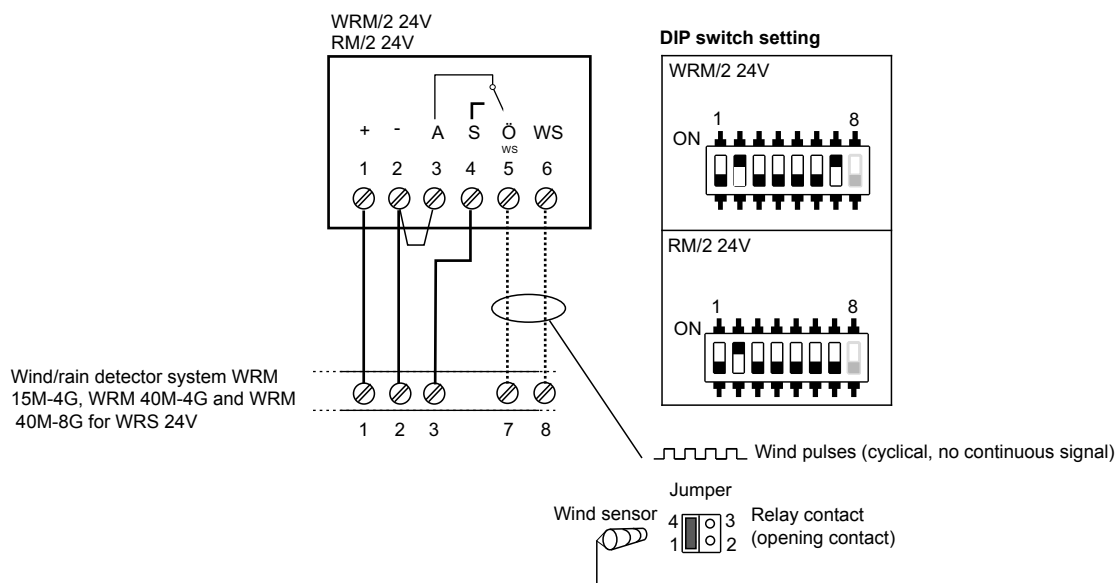 WRM/2 24V
RM/2 24V
+ - A S Ö WS
ws
1 2 3 4 5 6
Wind/rain detector system WRM
15M-4G, WRM 40M-4G and WRM
40M-8G for WRS 24V
1 2 3 7 8
DIP switch setting
WRM/2 24V
1 8
ON
RM/2 24V
1 8
ON
Wind pulses (cyclical, no continuous signal)
Jumper
Wind sensor
4 3 Relay contact
1 2 (opening contact)